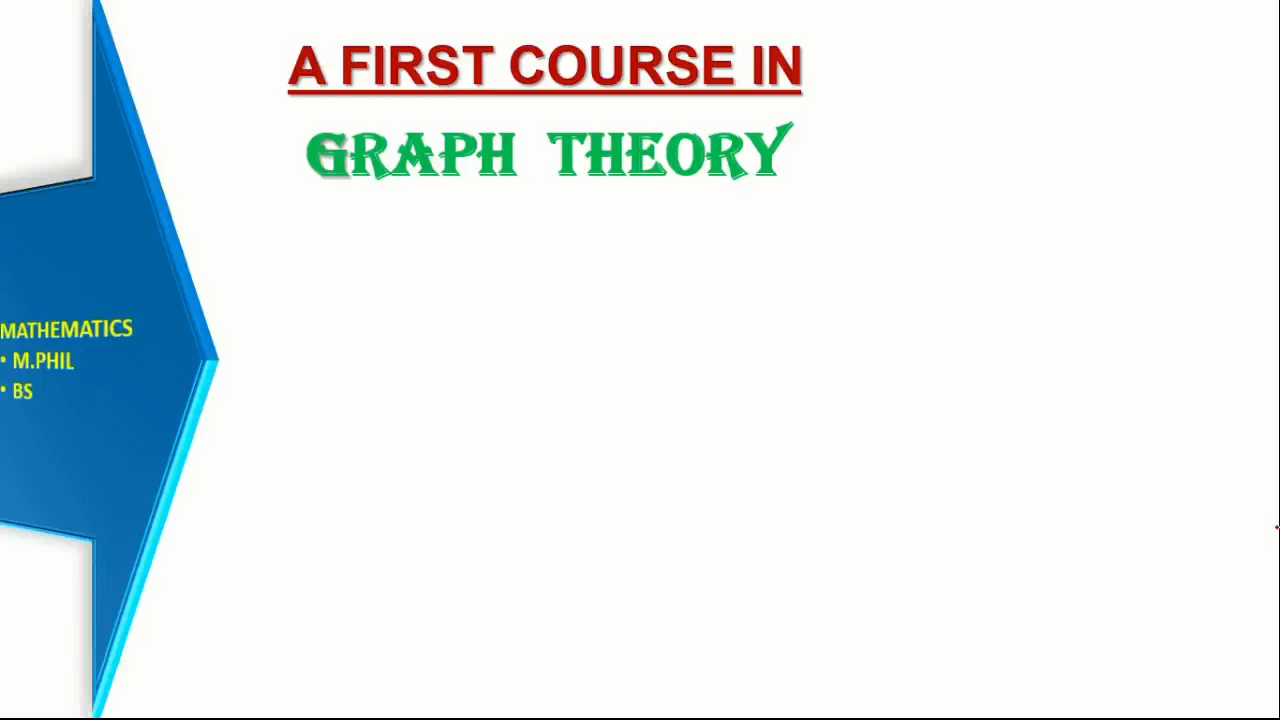 A FIRST COURSE IN
GRAPH THEORY
MATHEMATICS
• M.PHIL
• BS